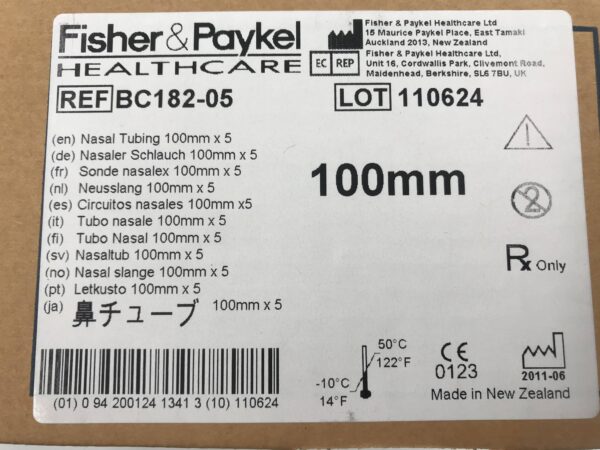 Fisher & Paykel
HEALTHCARE
Fisher & Paykel Healthcare Ltd
15 Maurice Paykel Place, East Tamaki
Auckland 2013, New Zealand
EC REP
Fisher & Paykel Healthcare Ltd,
Unit 16, Cordwallis Park, Clivemont Road,
Maidenhead, Berkshire, SL6 7BU, UK
REF BC182-05
LOT 110624
(en) Nasal Tubing 100mm x 5
(de) Nasaler Schlauch 100mm x 5
(fr) Sonde nasalex 100mm x 5
(nl) Neusslang 100mm x 5
(es) Circuitos nasales 100mm x5
(it) Tubo nasale 100mm x 5
(fi) Tubo Nasal 100mm x 5
(sv) Nasaltub 100mm x 5
(no) Nasal slange 100mm x 5
(pt) Letkusto 100mm x 5
(ja) 鼻チューブ 100mm x 5
100mm
2
Rx Only
50°C
122°F
-10°C
14°F
CE
0123
2011-06
Made in New Zealand
(01) 0 94 200124 1341 3 (10) 110624